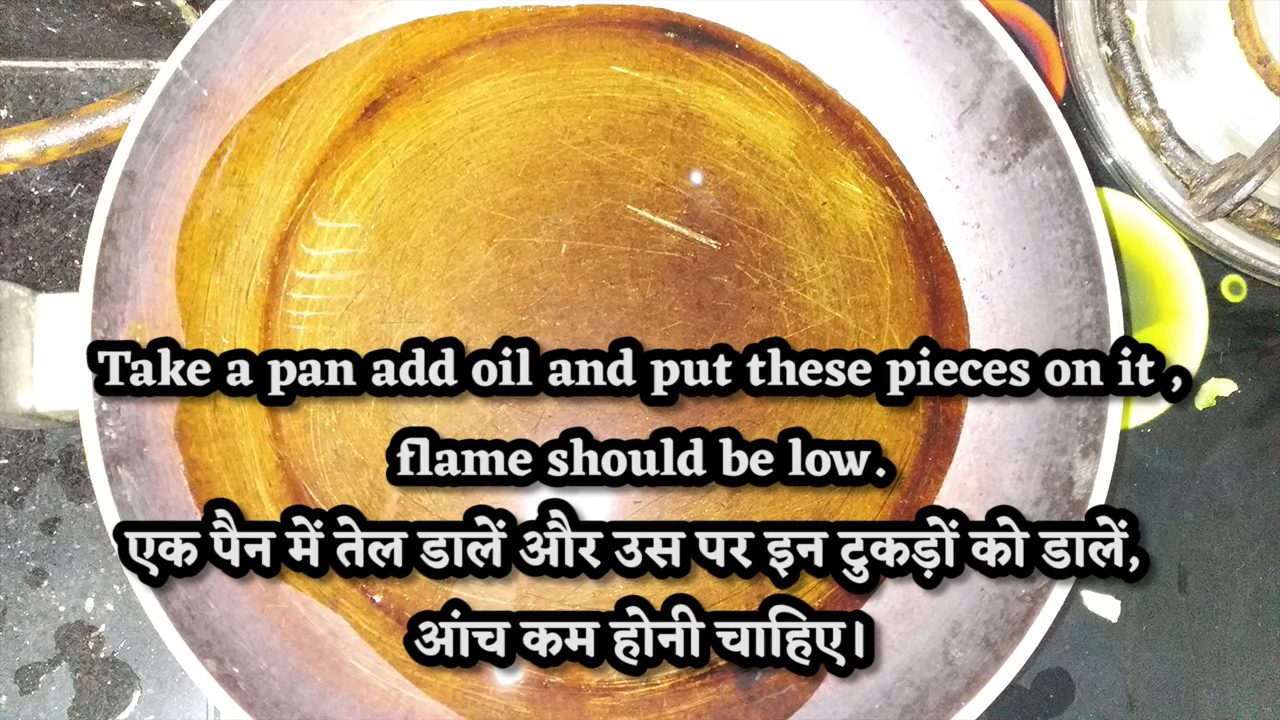 Take a pan add oil and put these pieces on it ,
flame should be low.
एक पैन में तेल डालें और उस पर इन टुकड़ों को डालें,
आंच कम होनी चाहिए।